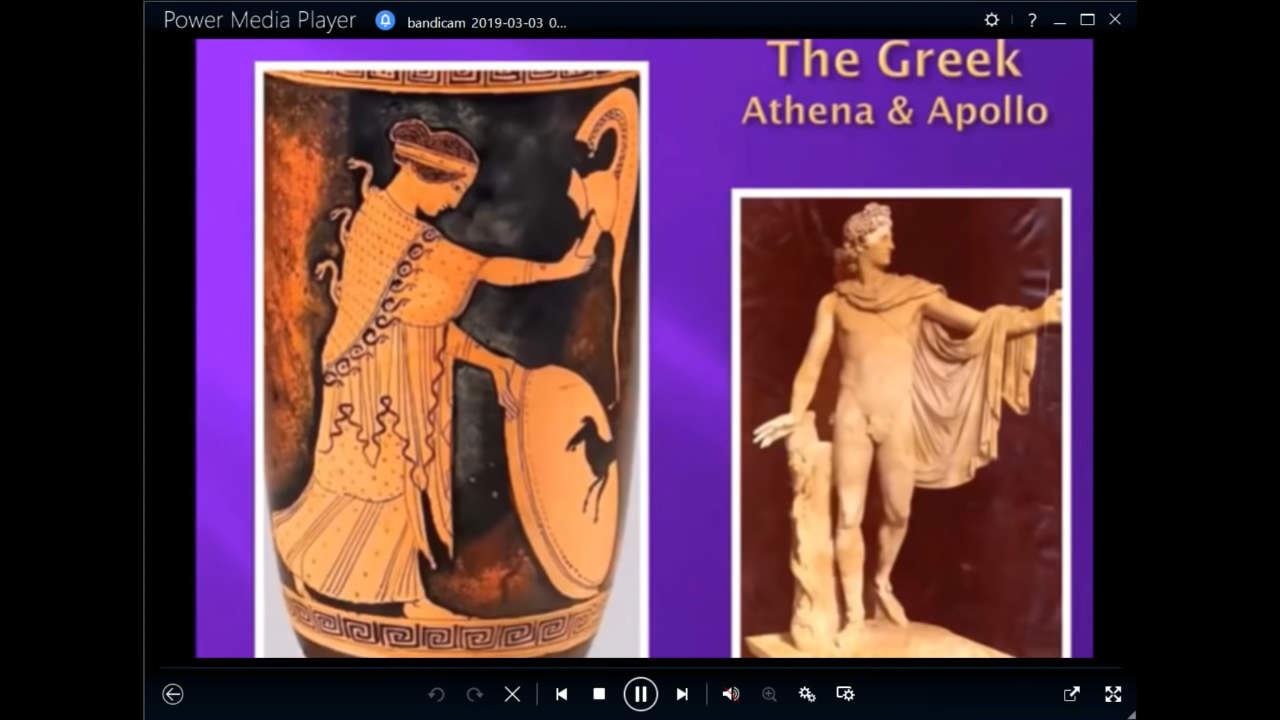 Power Media Player
bandicam 2019-03-03 0...
?
The Greek
Athena & Apollo